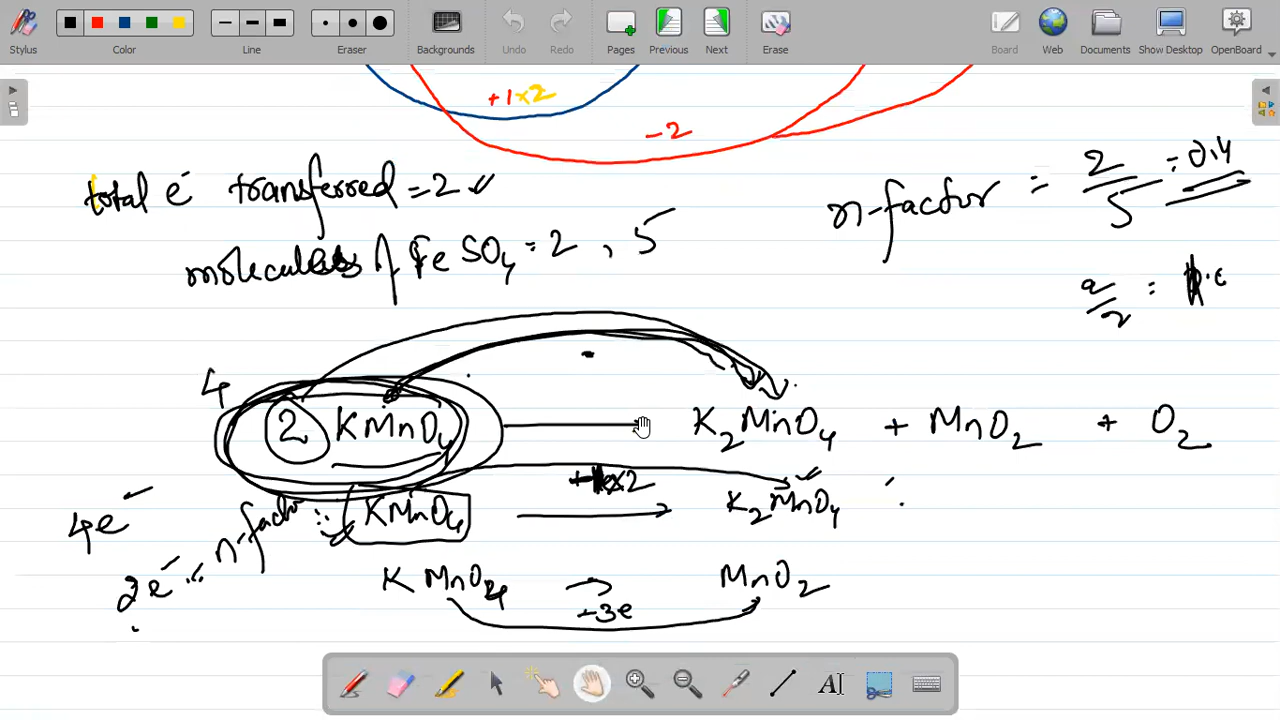 Stylus Color Line Eraser Backgrounds Undo Redo Pages Previous Next Erase Board Web Documents Show Desktop OpenBoard
+1x2
-2
total e⁻ transferred = 2
n-factor = 2/5 = 0.4
molecules of FeSO4 = 2, 5
2/2 =
4
2 KMnO4 → K2MnO4 + MnO2 + O2
KMnO4 → K2MnO4
x2
4e⁻
n-factor
2e⁻
KMnO4 → MnO2
+3e
A